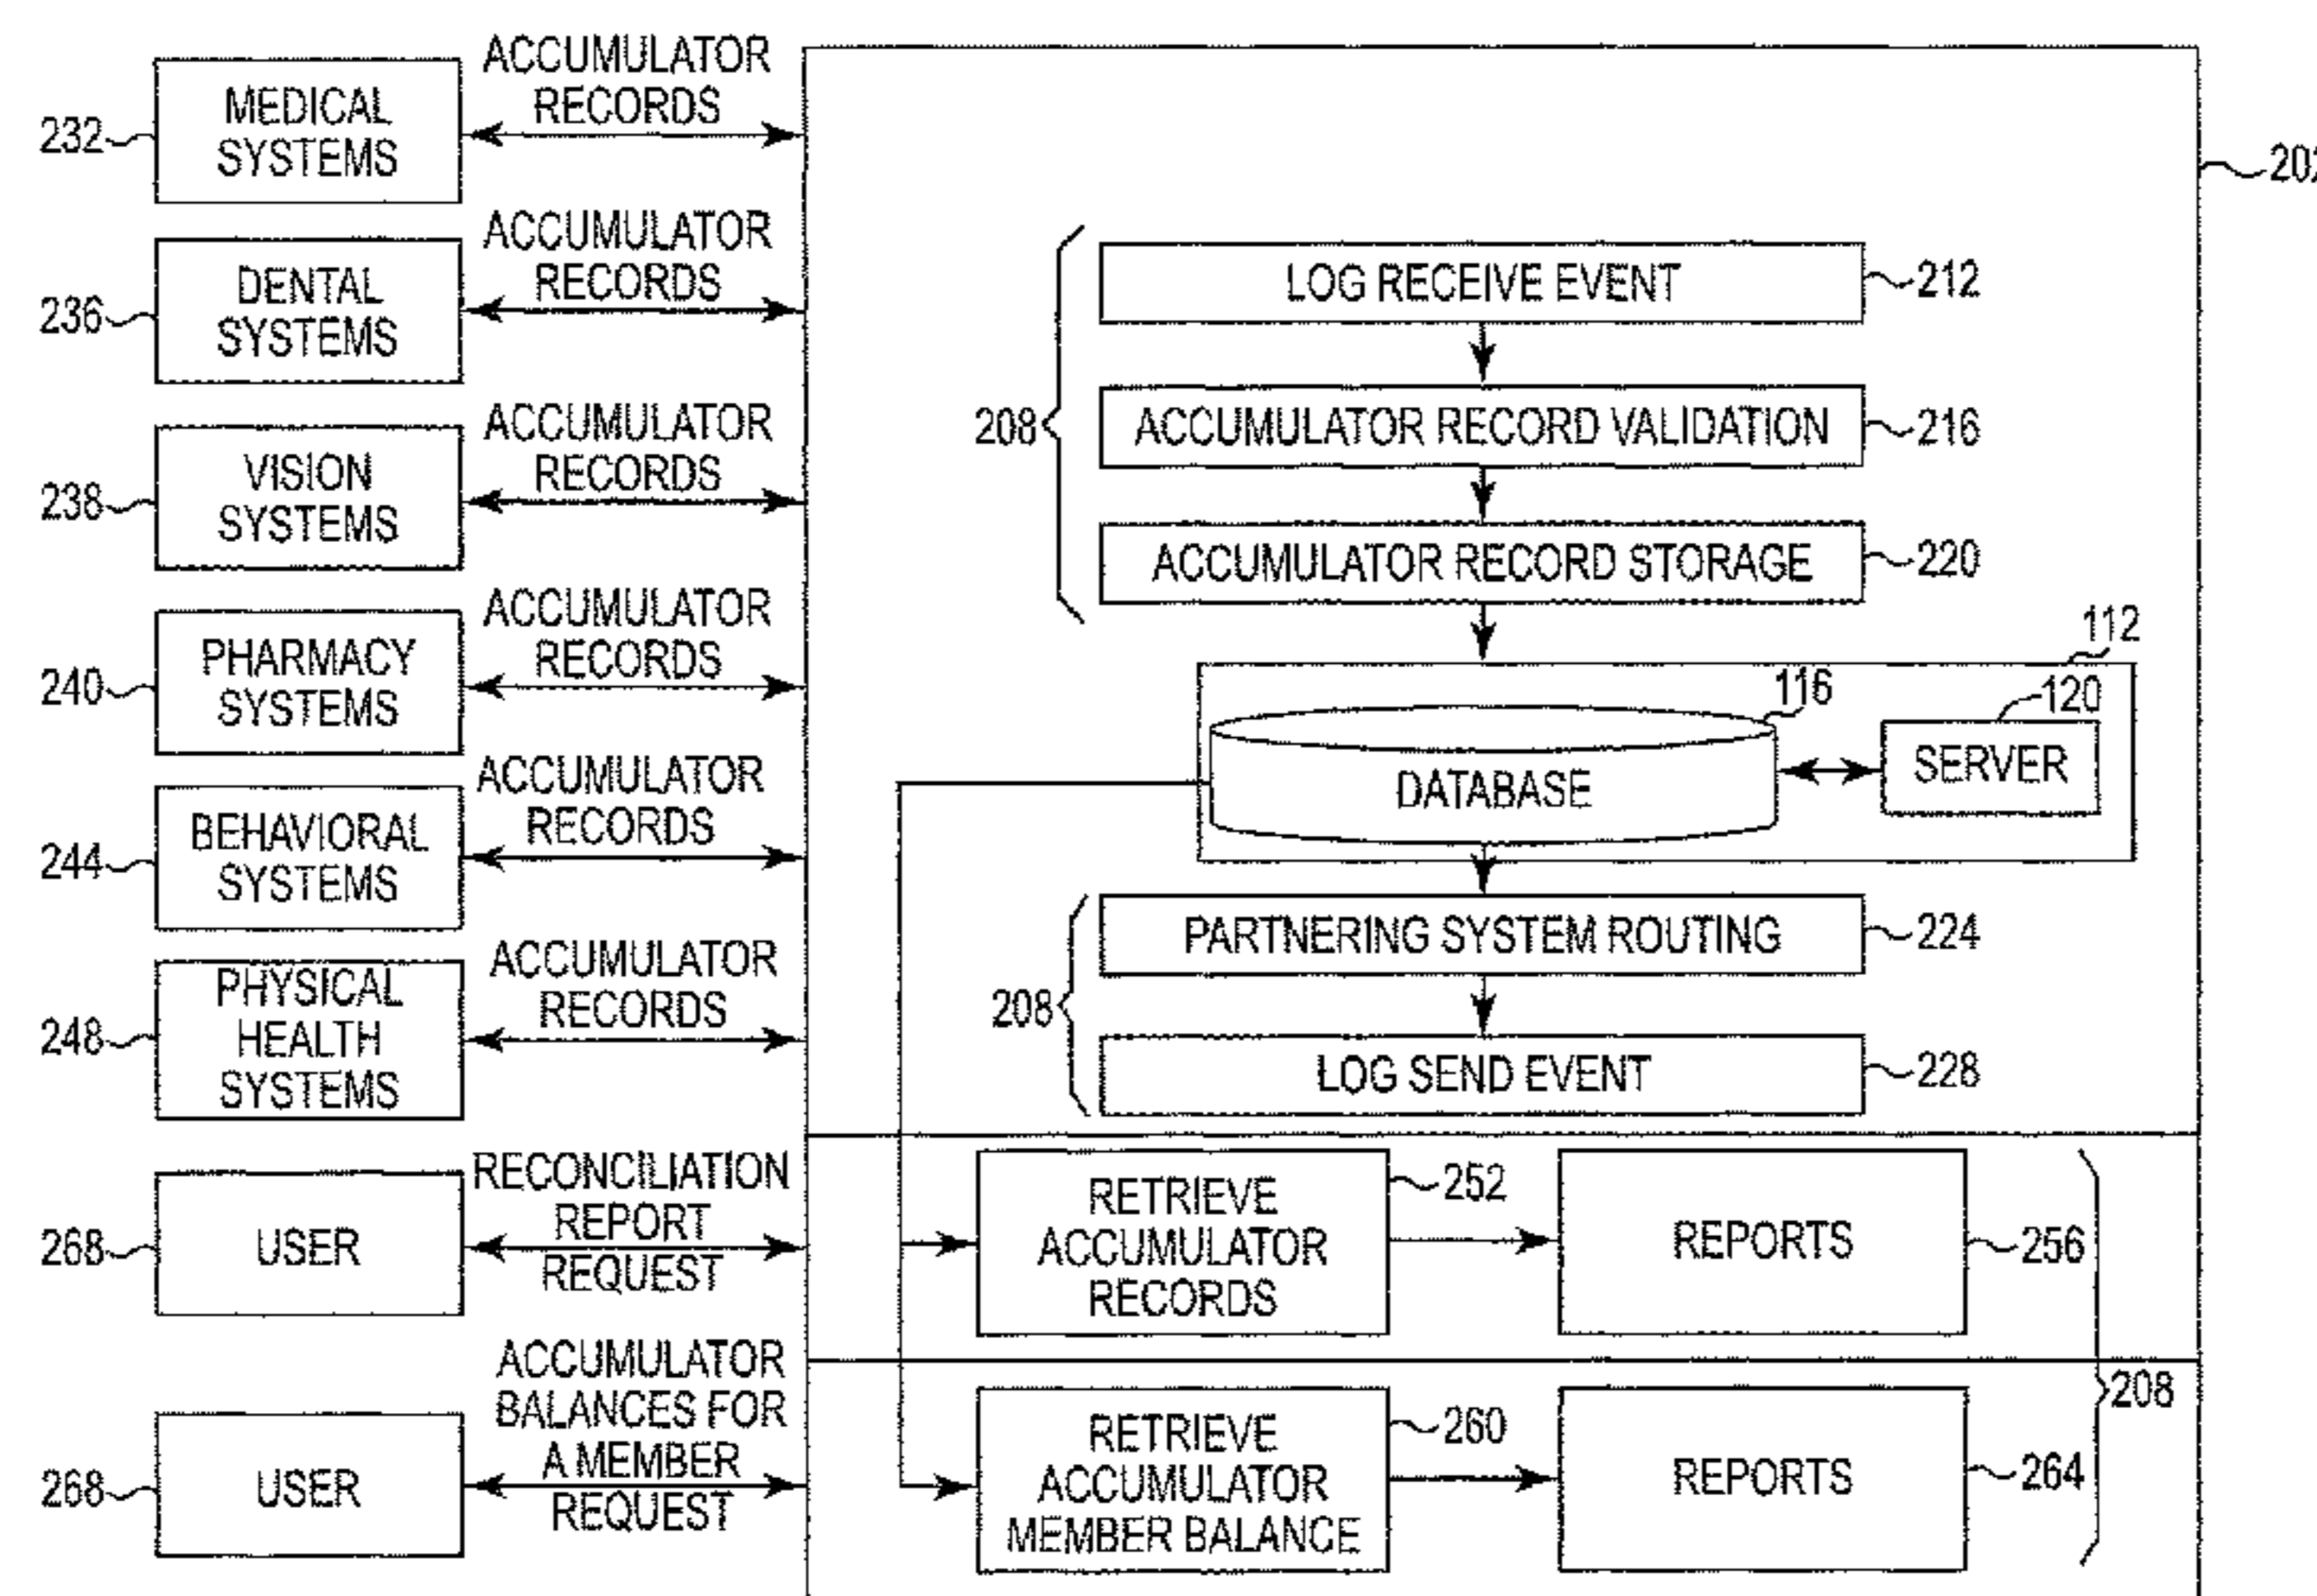 ACCUMULATOR
RECORDS
232
MEDICAL
SYSTEMS
202
ACCUMULATOR
RECORDS
236
DENTAL
SYSTEMS
208
LOG RECEIVE EVENT
212
ACCUMULATOR RECORD VALIDATION
216
ACCUMULATOR RECORD STORAGE
220
ACCUMULATOR
RECORDS
238
VISION
SYSTEMS
ACCUMULATOR
RECORDS
240
PHARMACY
SYSTEMS
112
116
120
DATABASE
SERVER
ACCUMULATOR
RECORDS
244
BEHAVIORAL
SYSTEMS
ACCUMULATOR
RECORDS
248
PHYSICAL
HEALTH
SYSTEMS
208
PARTNERING SYSTEM ROUTING
224
LOG SEND EVENT
228
RECONCILIATION
REPORT
REQUEST
268
USER
RETRIEVE
ACCUMULATOR
RECORDS
252
REPORTS
256
208
ACCUMULATOR
BALANCES FOR
A MEMBER
REQUEST
268
USER
RETRIEVE
ACCUMULATOR
MEMBER BALANCE
260
REPORTS
264